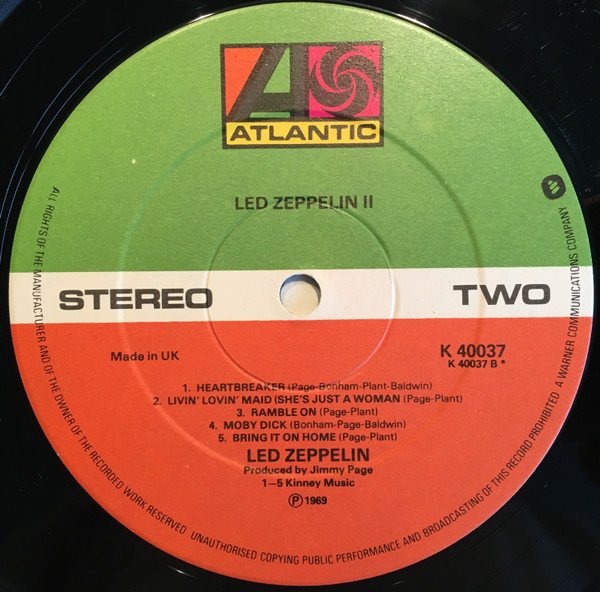 ATLANTIC
LED ZEPPELIN II
STEREO
TWO
Made in UK
K 40037
K 40037 B *
1. HEARTBREAKER (Page-Bonham-Plant-Baldwin)
2. LIVIN' LOVIN' MAID (SHE'S JUST A WOMAN (Page-Plant)
3. RAMBLE ON (Page-Plant)
4. MOBY DICK (Bonham-Page-Baldwin)
5. BRING IT ON HOME (Page-Plant)
LED ZEPPELIN
Produced by Jimmy Page
1—5 Kinney Music
Ⓟ 1969
ALL RIGHTS OF THE MANUFACTURER AND OF THE OWNER OF THE RECORDED WORK RESERVED UNAUTHORISED COPYING PUBLIC PERFORMANCE AND BROADCASTING OF THIS RECORD PROHIBITED A WARNER COMMUNICATIONS COMPANY